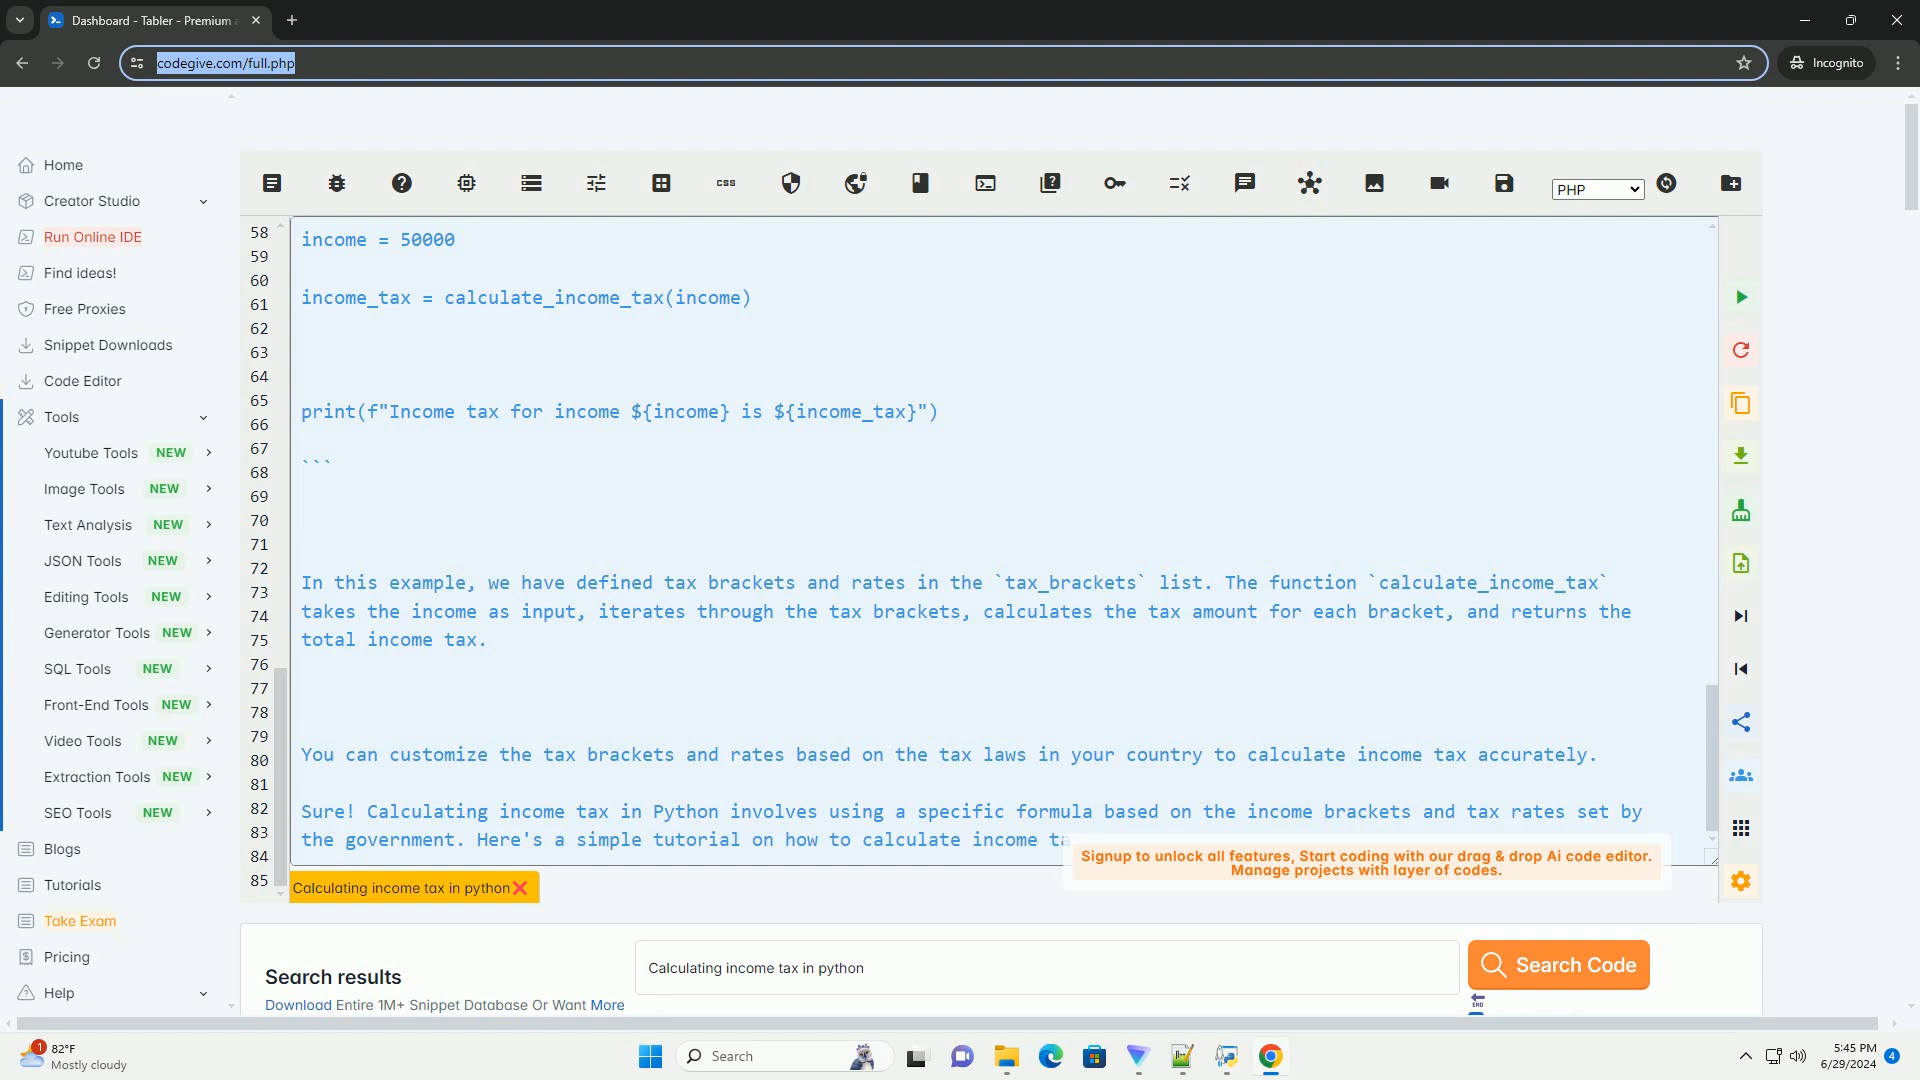 Dashboard - Tabler - Premium
codegive.com/full.php
Incognito
Home
Creator Studio
Run Online IDE
Find ideas!
Free Proxies
Snippet Downloads
Code Editor
Tools
Youtube Tools NEW
Image Tools NEW
Text Analysis NEW
JSON Tools NEW
Editing Tools NEW
Generator Tools NEW
SQL Tools NEW
Front-End Tools NEW
Video Tools NEW
Extraction Tools NEW
SEO Tools NEW
Blogs
Tutorials
Take Exam
Pricing
Help
CSS
PHP
58
59
60
61
62
63
64
65
66
67
68
69
70
71
72
73
74
75
76
77
78
79
80
81
82
83
84
85
income = 50000
income_tax = calculate_income_tax(income)
print(f"Income tax for income ${income} is ${income_tax}")
```
In this example, we have defined tax brackets and rates in the `tax_brackets` list. The function `calculate_income_tax`
takes the income as input, iterates through the tax brackets, calculates the tax amount for each bracket, and returns the
total income tax.
You can customize the tax brackets and rates based on the tax laws in your country to calculate income tax accurately.
Sure! Calculating income tax in Python involves using a specific formula based on the income brackets and tax rates set by
the government. Here's a simple tutorial on how to calculate income
Signup to unlock all features, Start coding with our drag & drop Ai code editor.
Manage projects with layer of codes.
Calculating income tax in python
Search results
Download Entire 1M+ Snippet Database Or Want More
Calculating income tax in python
Search Code
END
1
82°F
Mostly cloudy
Search
5:45 PM
6/29/2024
4